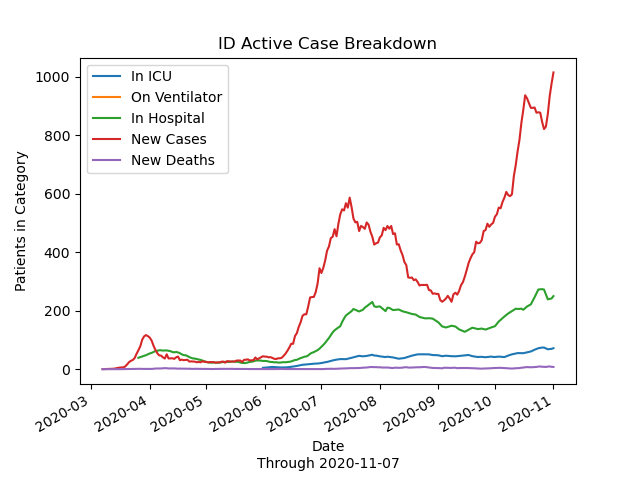 ID Active Case Breakdown
In ICU
On Ventilator
In Hospital
New Cases
New Deaths
Patients in Category
1000
800
600
400
200
0
2020-03
2020-04
2020-05
2020-06
2020-07
2020-08
2020-09
2020-10
2020-11
Date
Through 2020-11-07